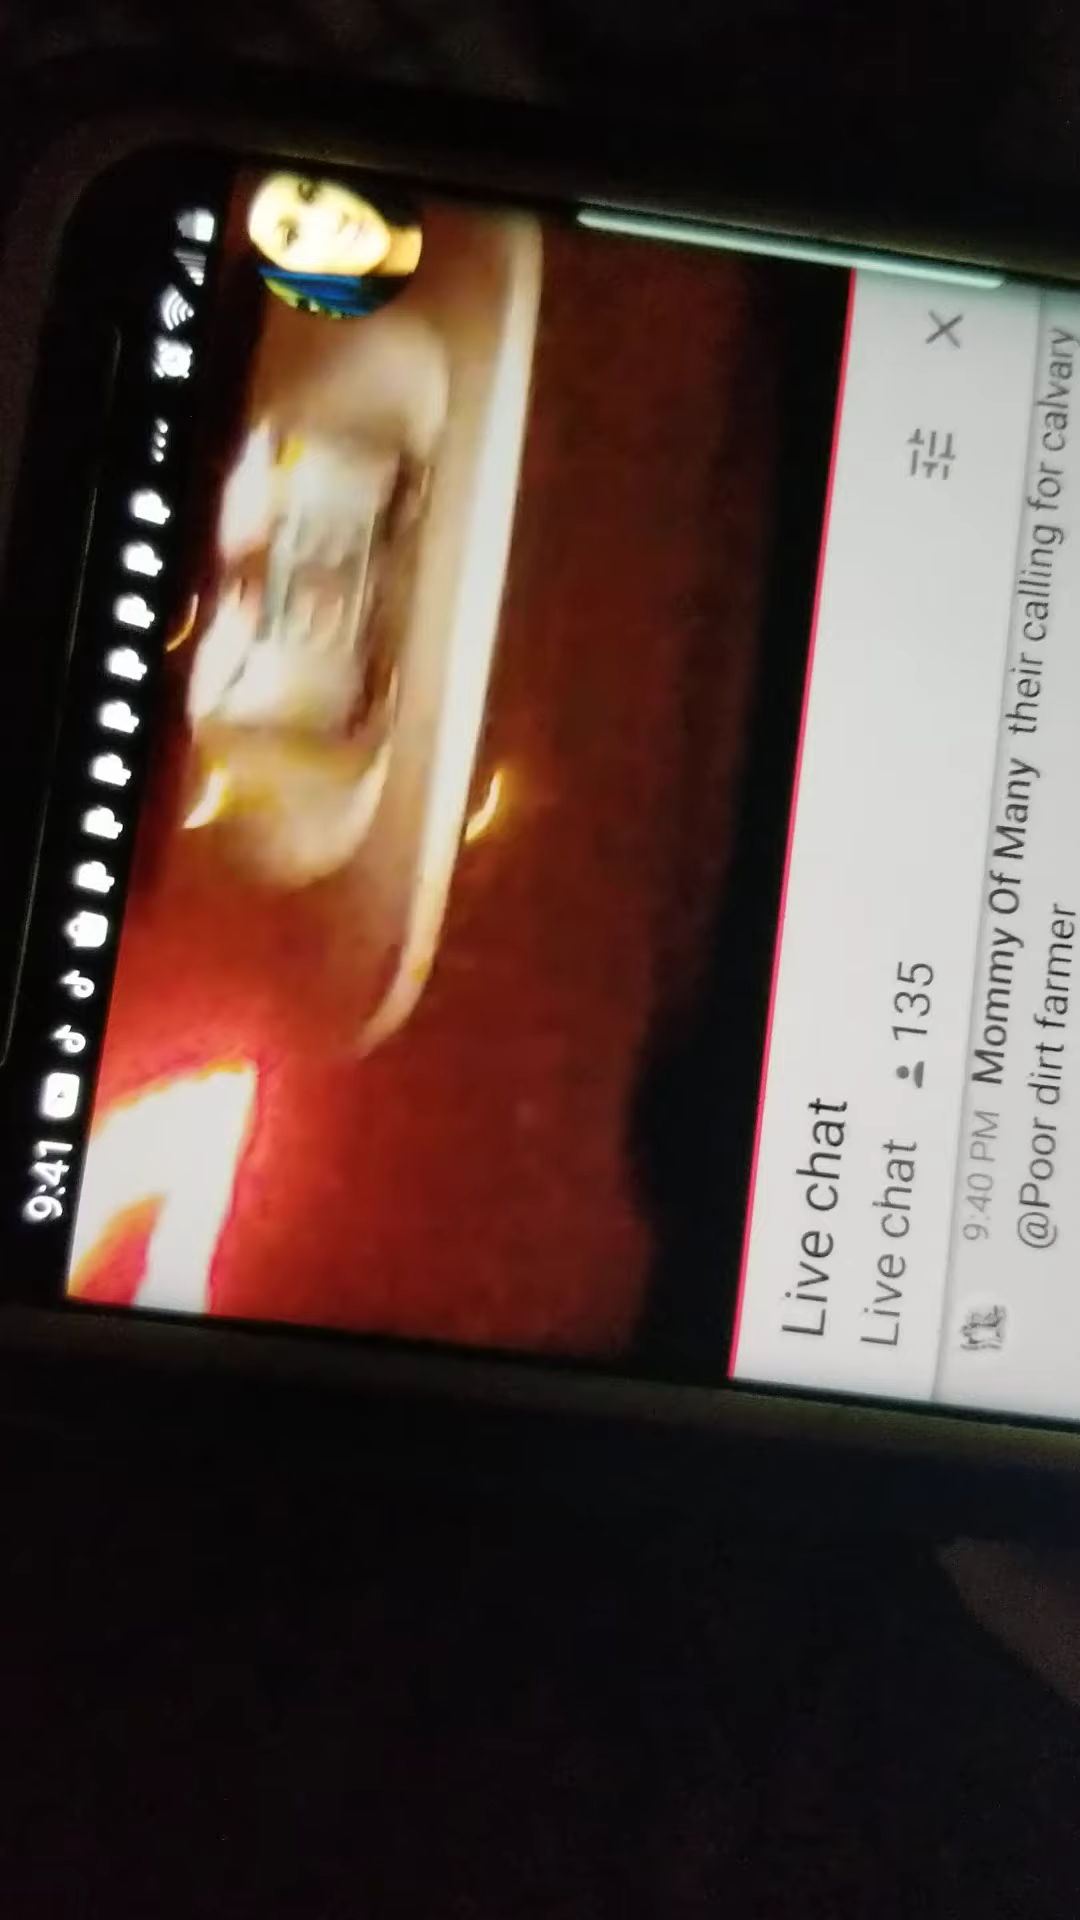 9:41
Live chat
Live chat 135
9:40 PM Mommy Of Many their calling for calvary
@Poor dirt farmer